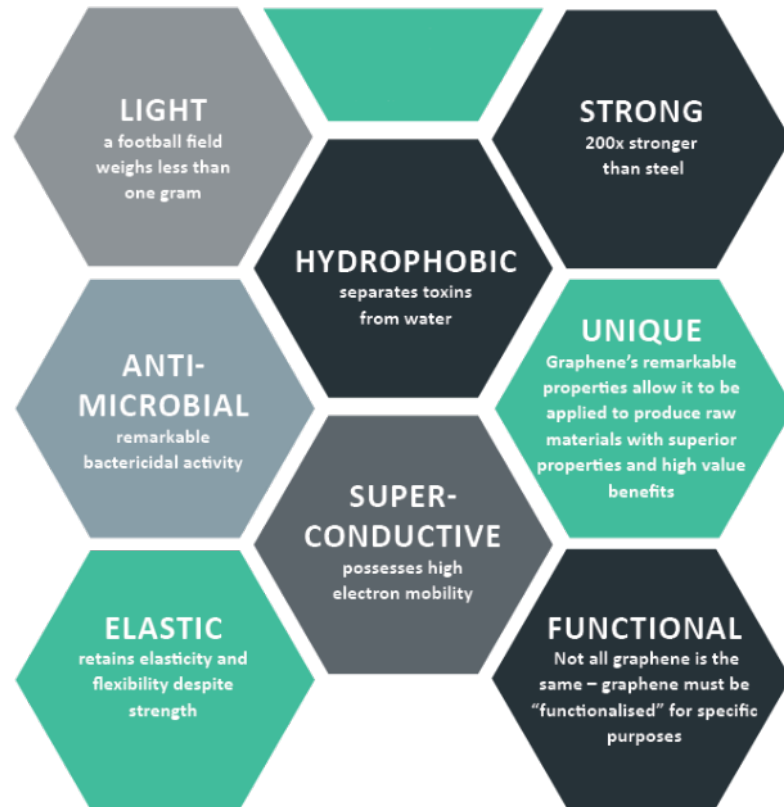 LIGHT
a football field
weighs less than
one gram
STRONG
200x stronger
than steel
HYDROPHOBIC
separates toxins
from water
ANTI-
MICROBIAL
remarkable
bactericidal activity
UNIQUE
Graphene’s remarkable
properties allow it to be
applied to produce raw
materials with superior
properties and high value
benefits
SUPER-
CONDUCTIVE
possesses high
electron mobility
ELASTIC
retains elasticity and
flexibility despite
strength
FUNCTIONAL
Not all graphene is the
same – graphene must be
“functionalised” for specific
purposes